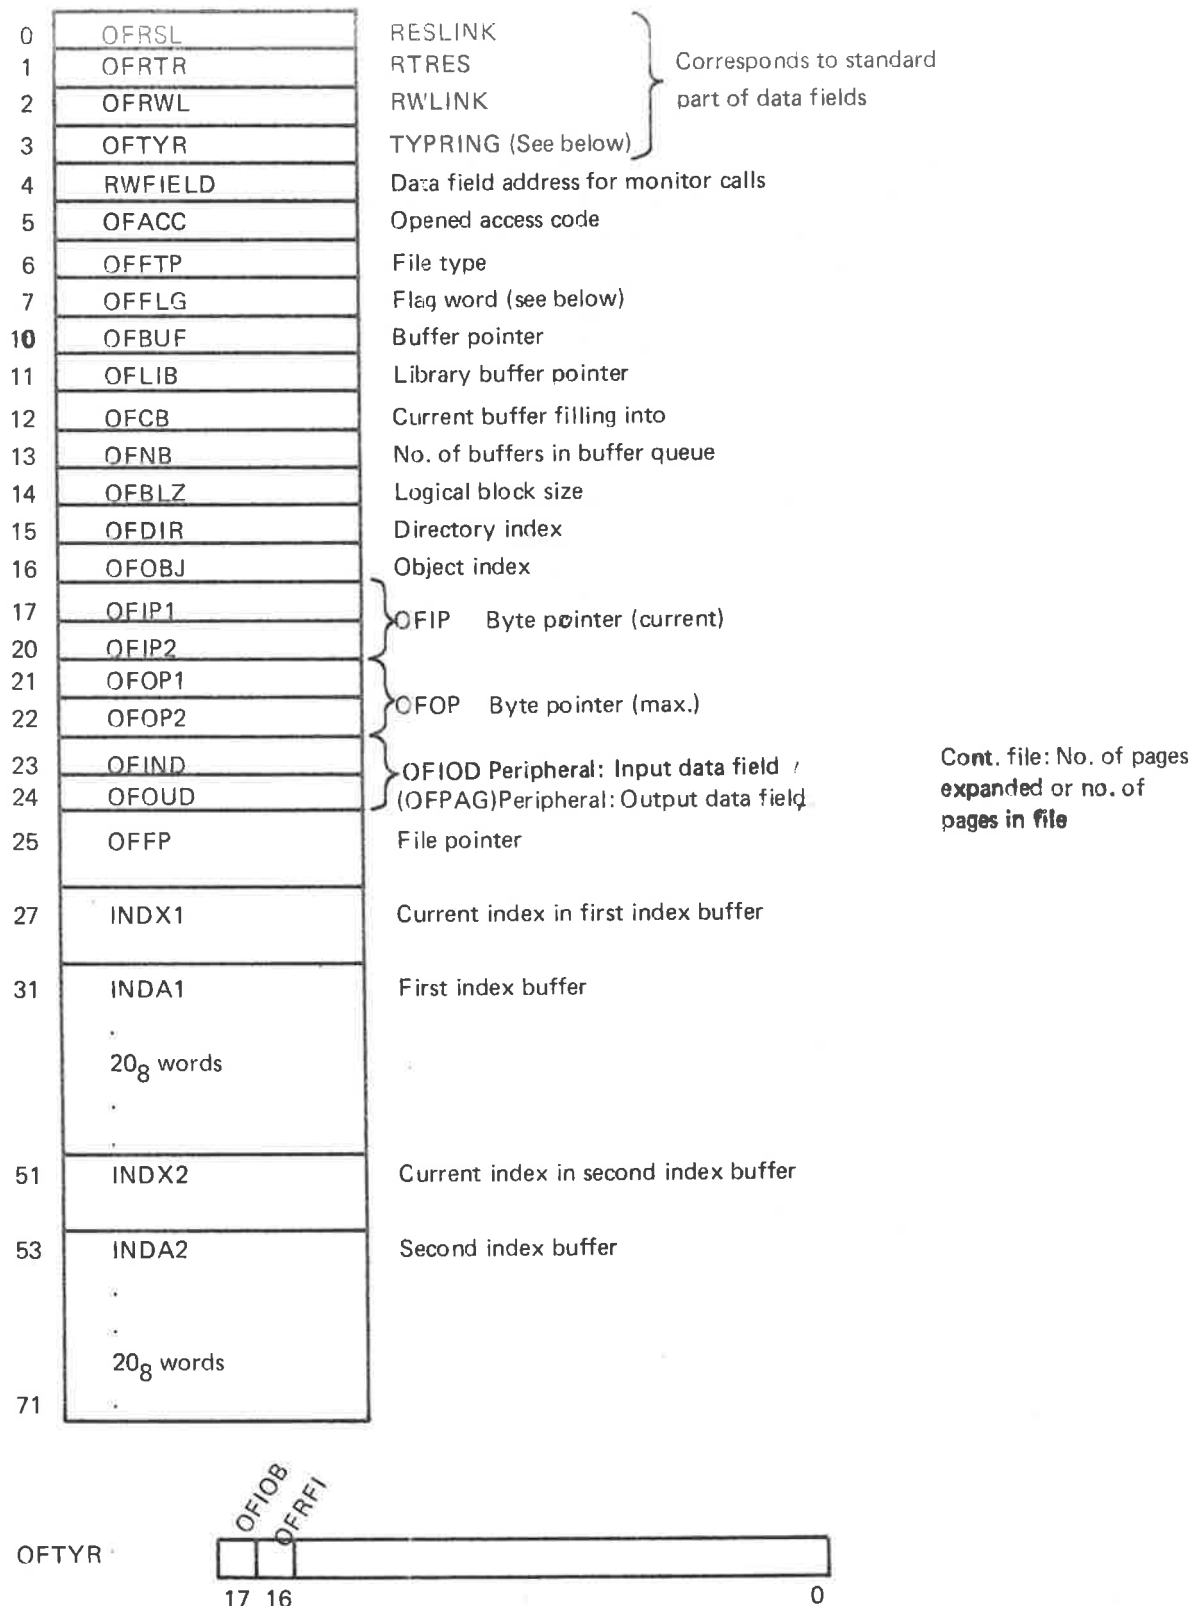 0 OFRSL RESLINK
1 OFRTR RTRES Corresponds to standard
2 OFRWL RWLINK part of data fields
3 OFTYR TYPRING (See below)
4 RWFIELD Data field address for monitor calls
5 OFACC Opened access code
6 OFFTP File type
7 OFFLG Flag word (see below)
10 OFBUF Buffer pointer
11 OFLIB Library buffer pointer
12 OFCB Current buffer filling into
13 OFNB No. of buffers in buffer queue
14 OFBLZ Logical block size
15 OFDIR Directory index
16 OFOBJ Object index
17 OFIP1 OFIP Byte pointer (current)
20 OFIP2
21 OFOP1 OFOP Byte pointer (max.)
22 OFOP2
23 OFIND OFIOD Peripheral: Input data field Cont. file: No. of pages
24 OFOUD (OFPAG)Peripheral: Output data field expanded or no. of
pages in file
25 OFFP File pointer
27 INDX1 Current index in first index buffer
31 INDA1 First index buffer
.
20₈ words
.
.
51 INDX2 Current index in second index buffer
53 INDA2 Second index buffer
.
.
20₈ words
71 .
OFIOB OFRFI
OFTYR
17 16 0